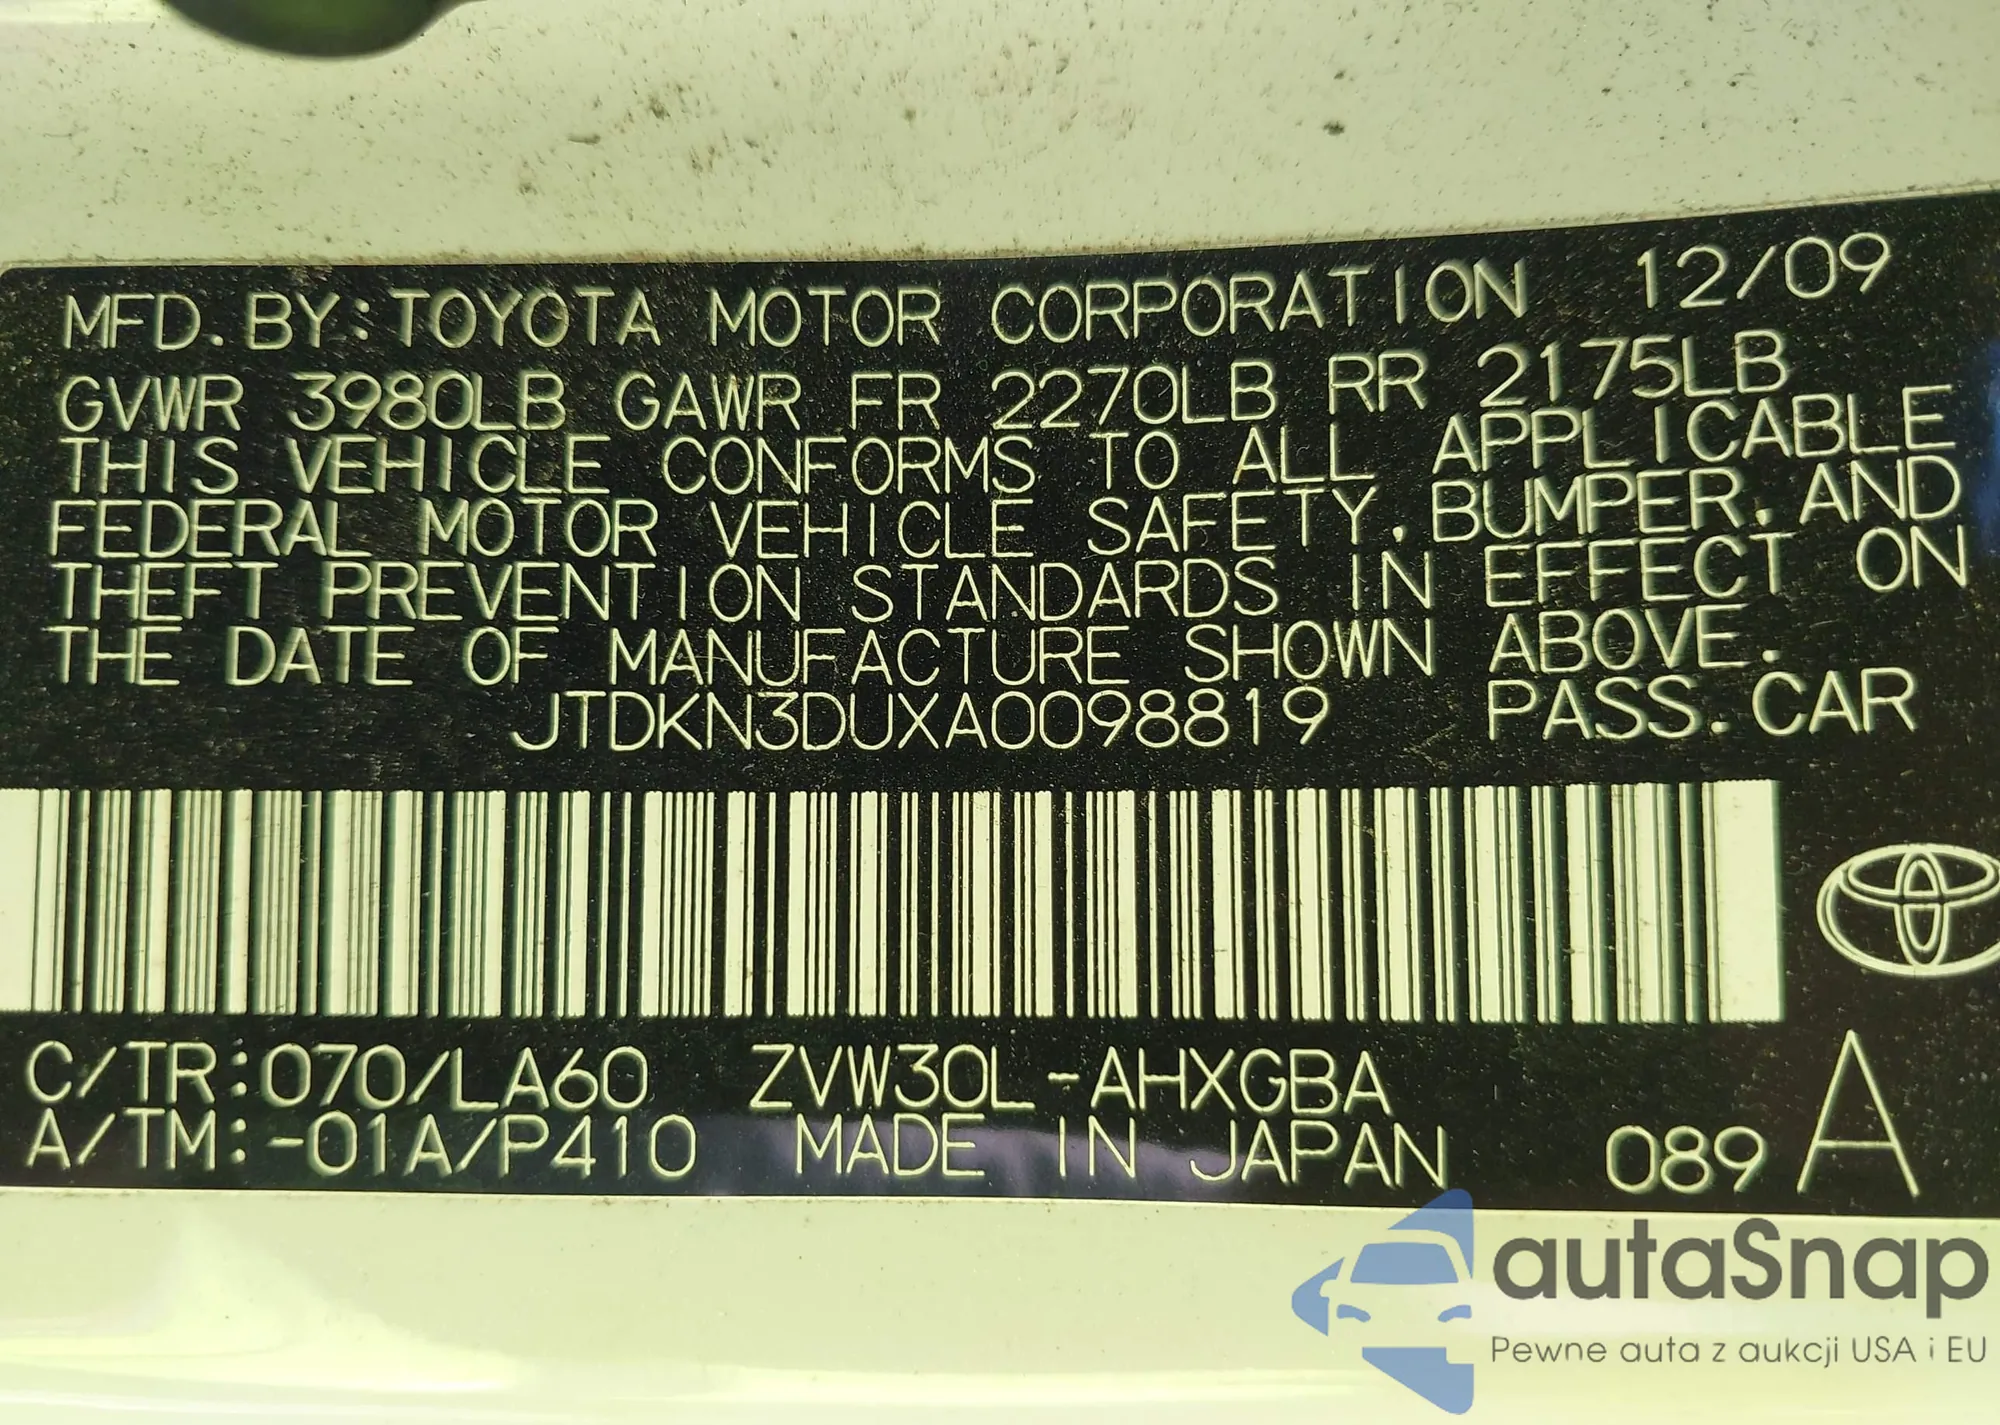 MFD. BY: TOYOTA MOTOR CORPORATION 12/09
GVWR 3980LB GAWR FR 2270LB RR 2175LB
THIS VEHICLE CONFORMS TO ALL APPLICABLE
FEDERAL MOTOR VEHICLE SAFETY, BUMPER, AND
THEFT PREVENTION STANDARDS IN EFFECT ON
THE DATE OF MANUFACTURE SHOWN ABOVE.
JTDKN3DUXA0098819 PASS. CAR
C/TR: 070/LA60 ZVW30L-AHXGBA
A/TM: -01A/P410 MADE IN JAPAN 089 A
autaSnap
Pewne auta z aukcji USA i EU